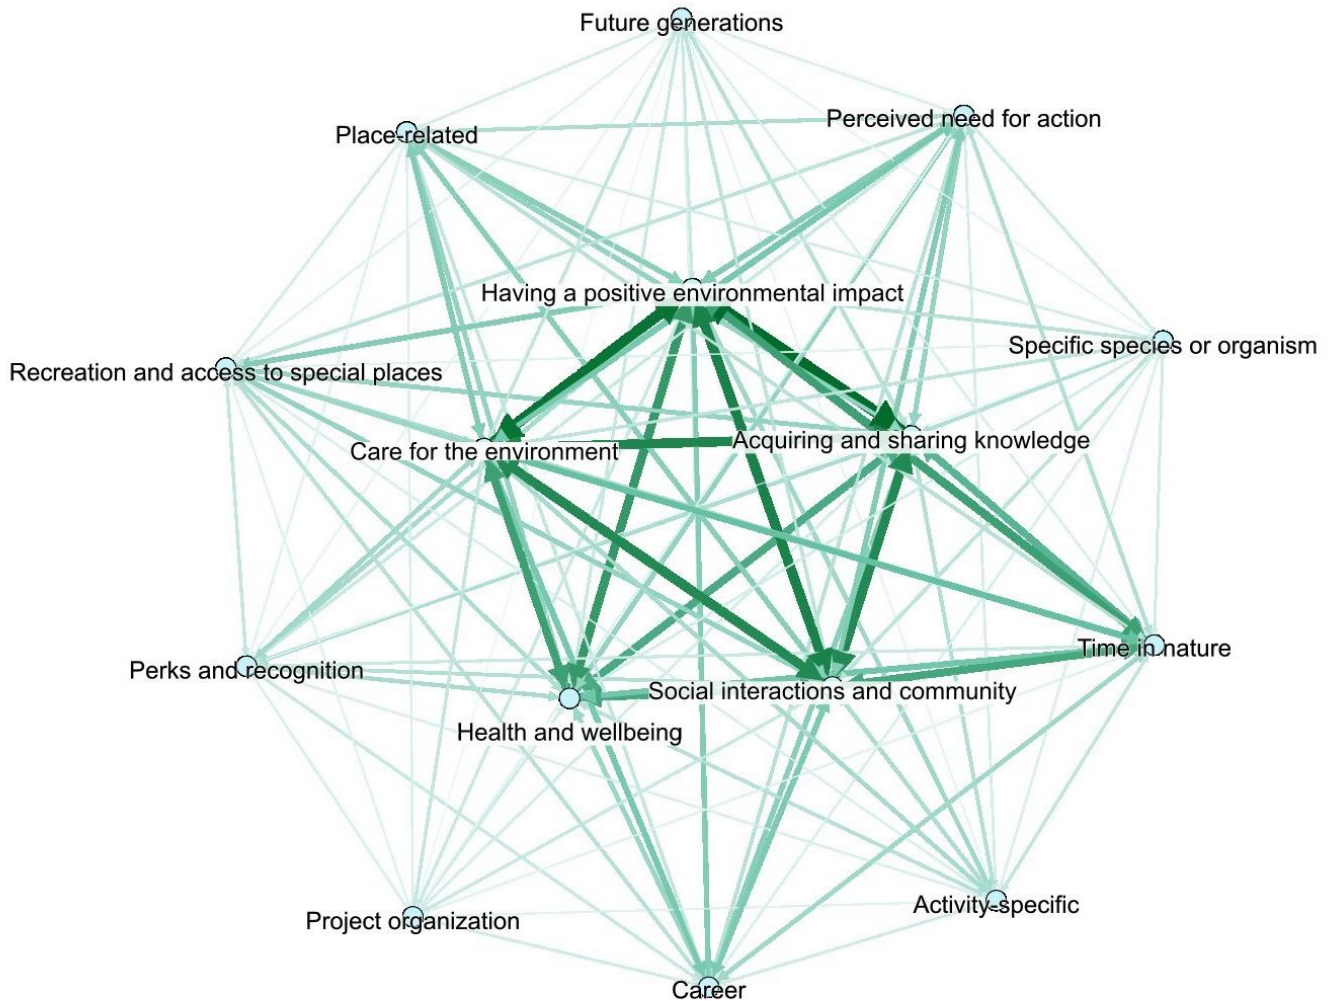 Future generations
Perceived need for action
Place-related
Having a positive environmental impact
Specific species or organism
Recreation and access to special places
Acquiring and sharing knowledge
Care for the environment
Time in nature
Perks and recognition
Social interactions and community
Health and wellbeing
Activity-specific
Project organization
Career